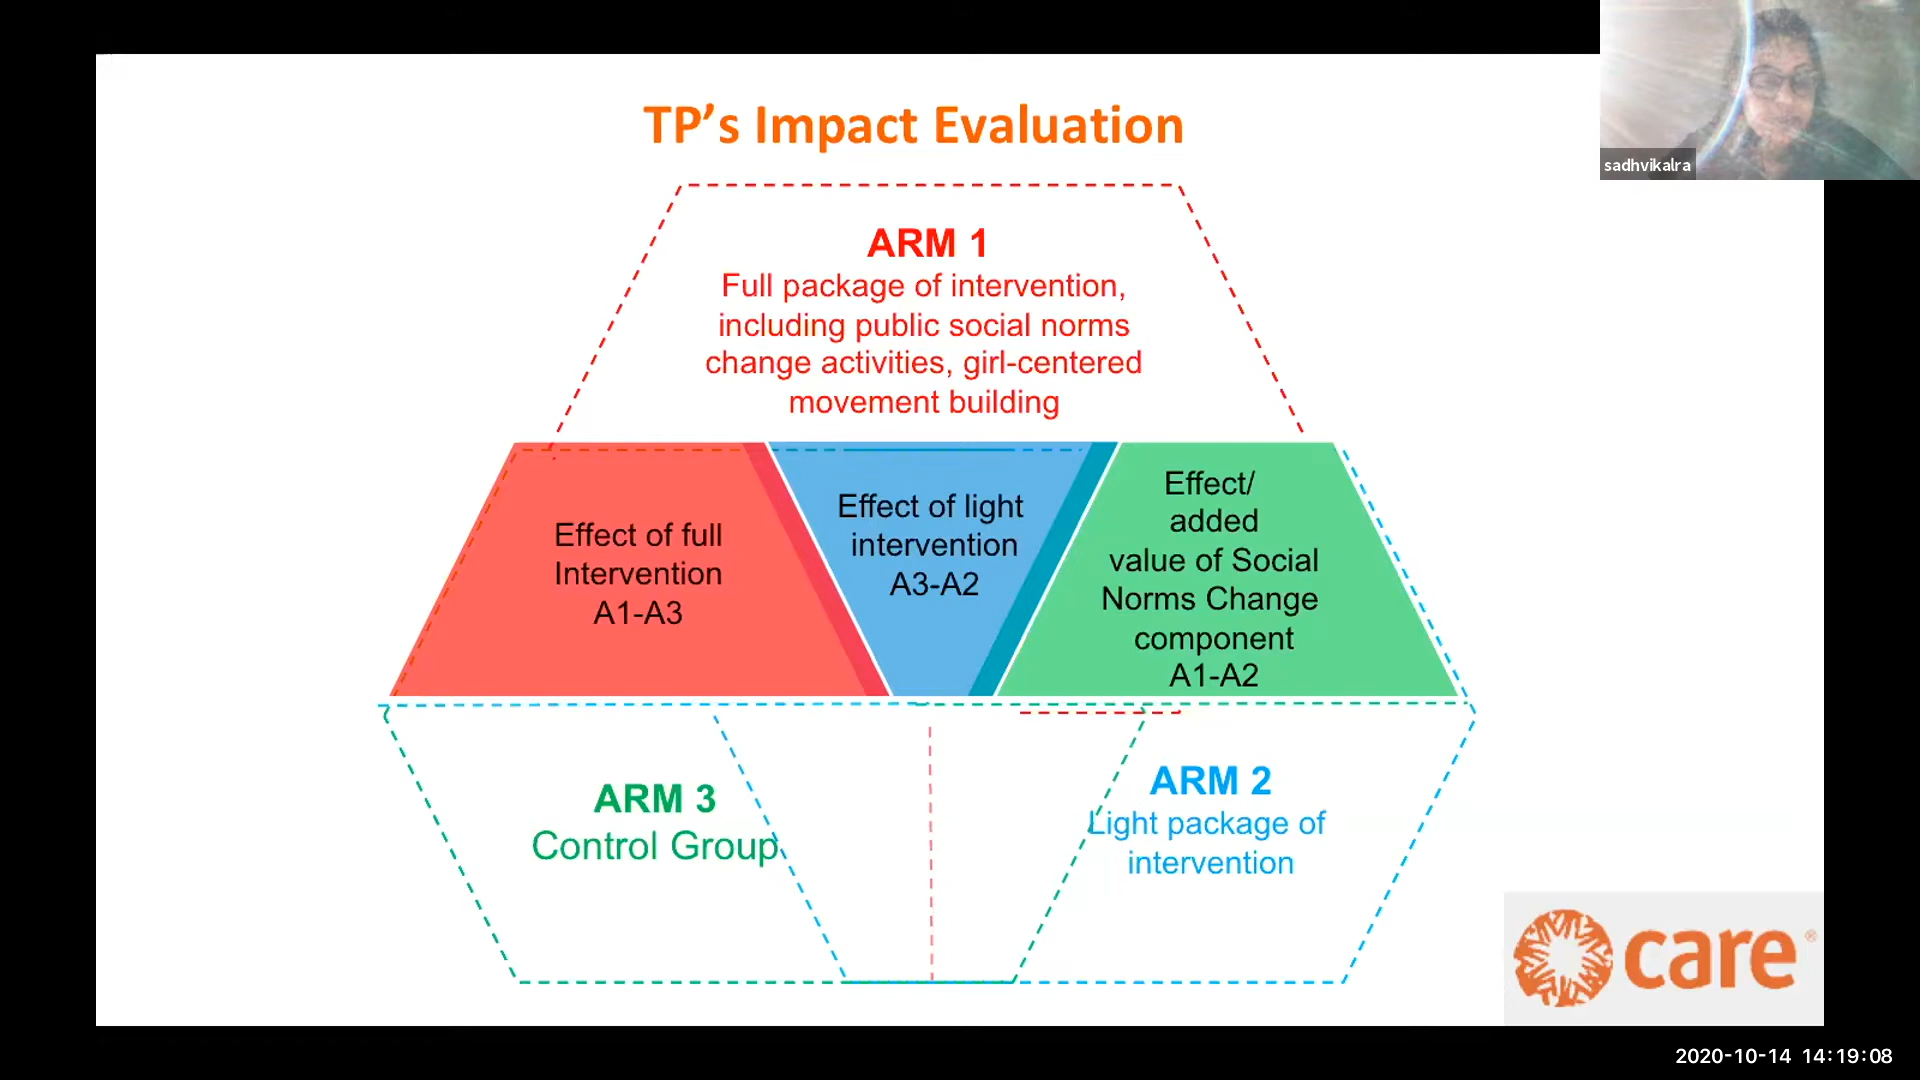 TP’s Impact Evaluation
sadhvikalra
ARM 1
Full package of intervention,
including public social norms
change activities, girl-centered
movement building
Effect of full
Intervention
A1-A3
Effect of light
intervention
A3-A2
Effect/
added
value of Social
Norms Change
component
A1-A2
ARM 3
Control Group
ARM 2
Light package of
intervention
care®
2020-10-14 14:19:08